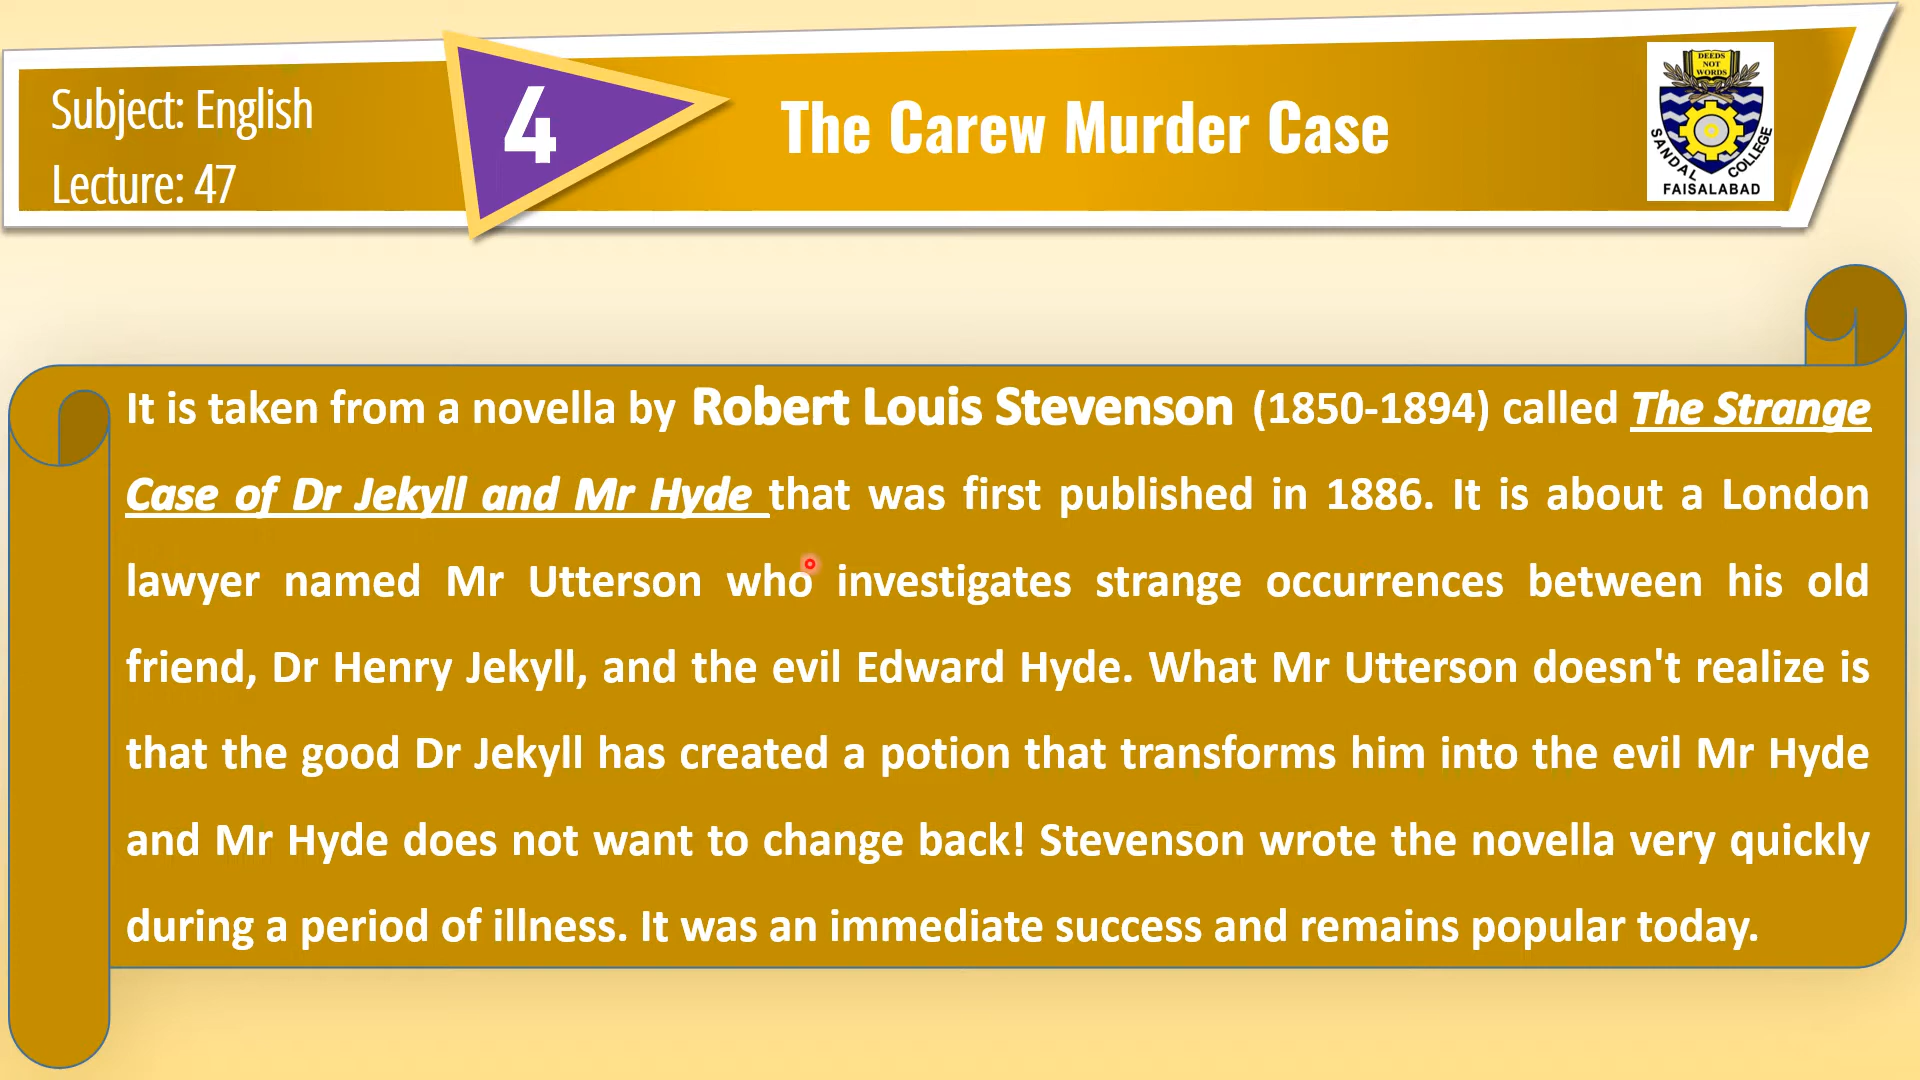 Subject: English
Lecture: 47
4
The Carew Murder Case
DEEDS
NOT
WORDS
SANDAL COLLEGE
FAISALABAD
It is taken from a novella by Robert Louis Stevenson (1850-1894) called The Strange
Case of Dr Jekyll and Mr Hyde that was first published in 1886. It is about a London
lawyer named Mr Utterson who investigates strange occurrences between his old
friend, Dr Henry Jekyll, and the evil Edward Hyde. What Mr Utterson doesn't realize is
that the good Dr Jekyll has created a potion that transforms him into the evil Mr Hyde
and Mr Hyde does not want to change back! Stevenson wrote the novella very quickly
during a period of illness. It was an immediate success and remains popular today.